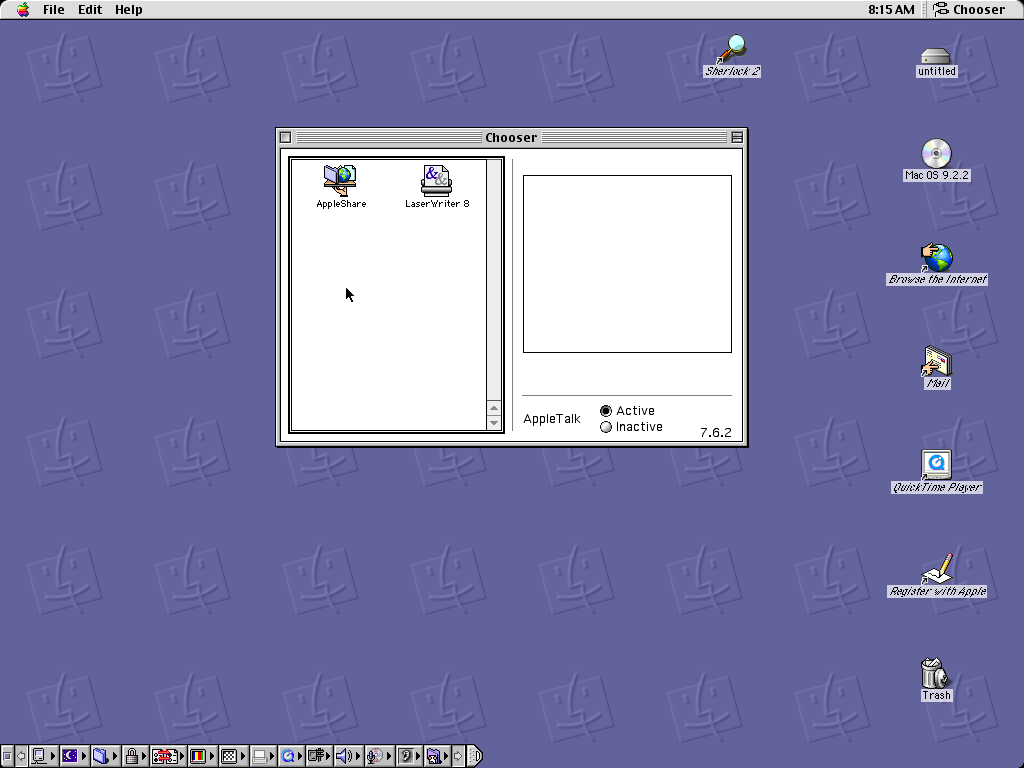 File Edit Help
8:15 AM
Chooser
Sherlock 2
untitled
Chooser
Mac OS 9.2.2
AppleShare
LaserWriter 8
Browse the Internet
Mail
AppleTalk
Active
Inactive
7.6.2
QuickTime Player
Register with Apple
Trash